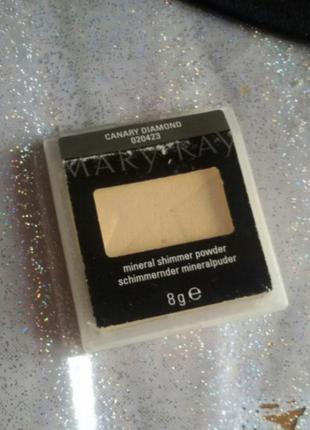 CANARY DIAMOND
020423
MARY KAY
mineral shimmer powder
schimmernder mineralpuder
8g℮